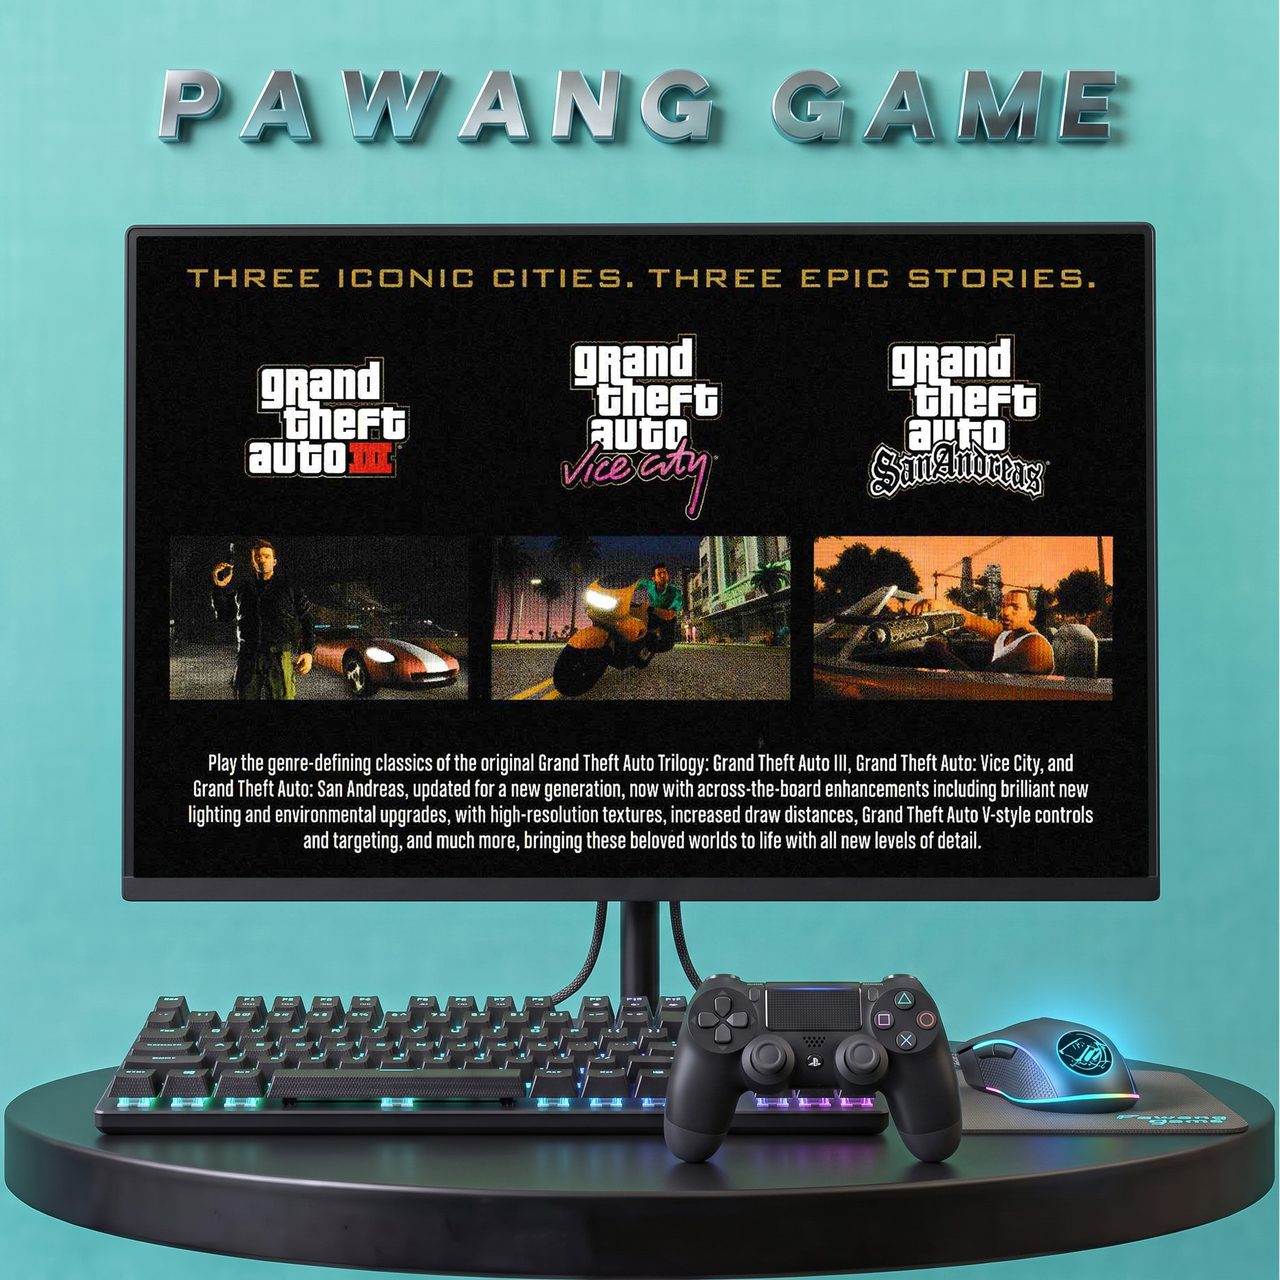 PAWANG GAME
THREE ICONIC CITIES. THREE EPIC STORIES.
grand
theft
auto III
grand
theft
auto
Vice City
grand
theft
auto
San Andreas
Play the genre-defining classics of the original Grand Theft Auto Trilogy: Grand Theft Auto III, Grand Theft Auto: Vice City, and
Grand Theft Auto: San Andreas, updated for a new generation, now with across-the-board enhancements including brilliant new
lighting and environmental upgrades, with high-resolution textures, increased draw distances, Grand Theft Auto V-style controls
and targeting, and much more, bringing these beloved worlds to life with all new levels of detail.
Pawang
game